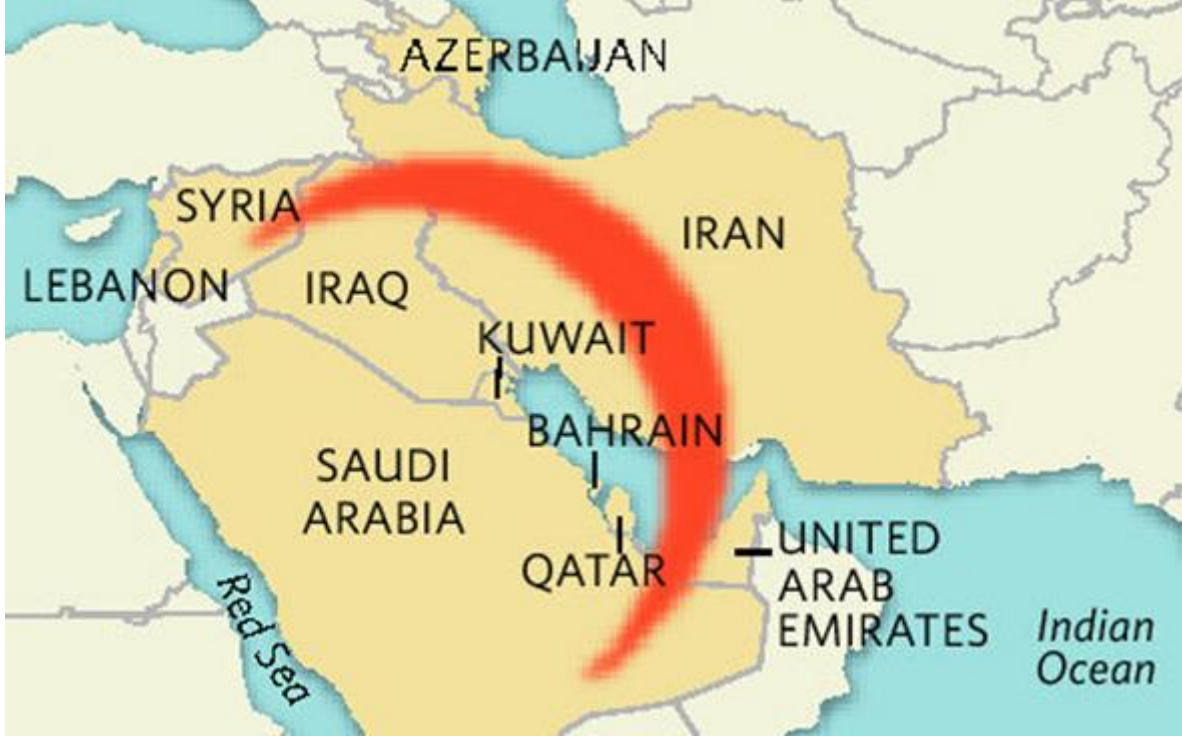 AZERBAIJAN
SYRIA
IRAN
LEBANON
IRAQ
KUWAIT
BAHRAIN
SAUDI
ARABIA
QATAR
UNITED
ARAB
EMIRATES
Red Sea
Indian
Ocean